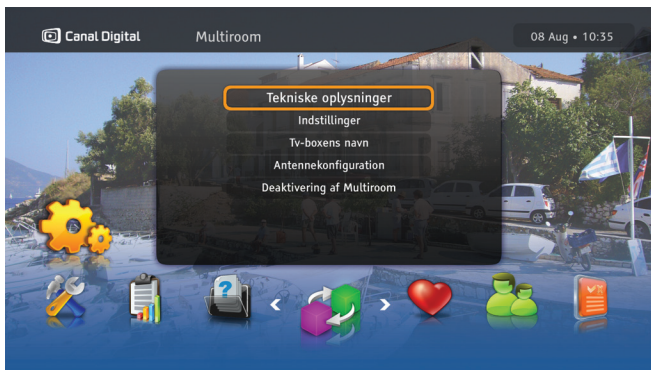 Canal Digital
Multiroom
08 Aug • 10:35
Tekniske oplysninger
Indstillinger
Tv-boxens navn
Antennekonfiguration
Deaktivering af Multiroom
?